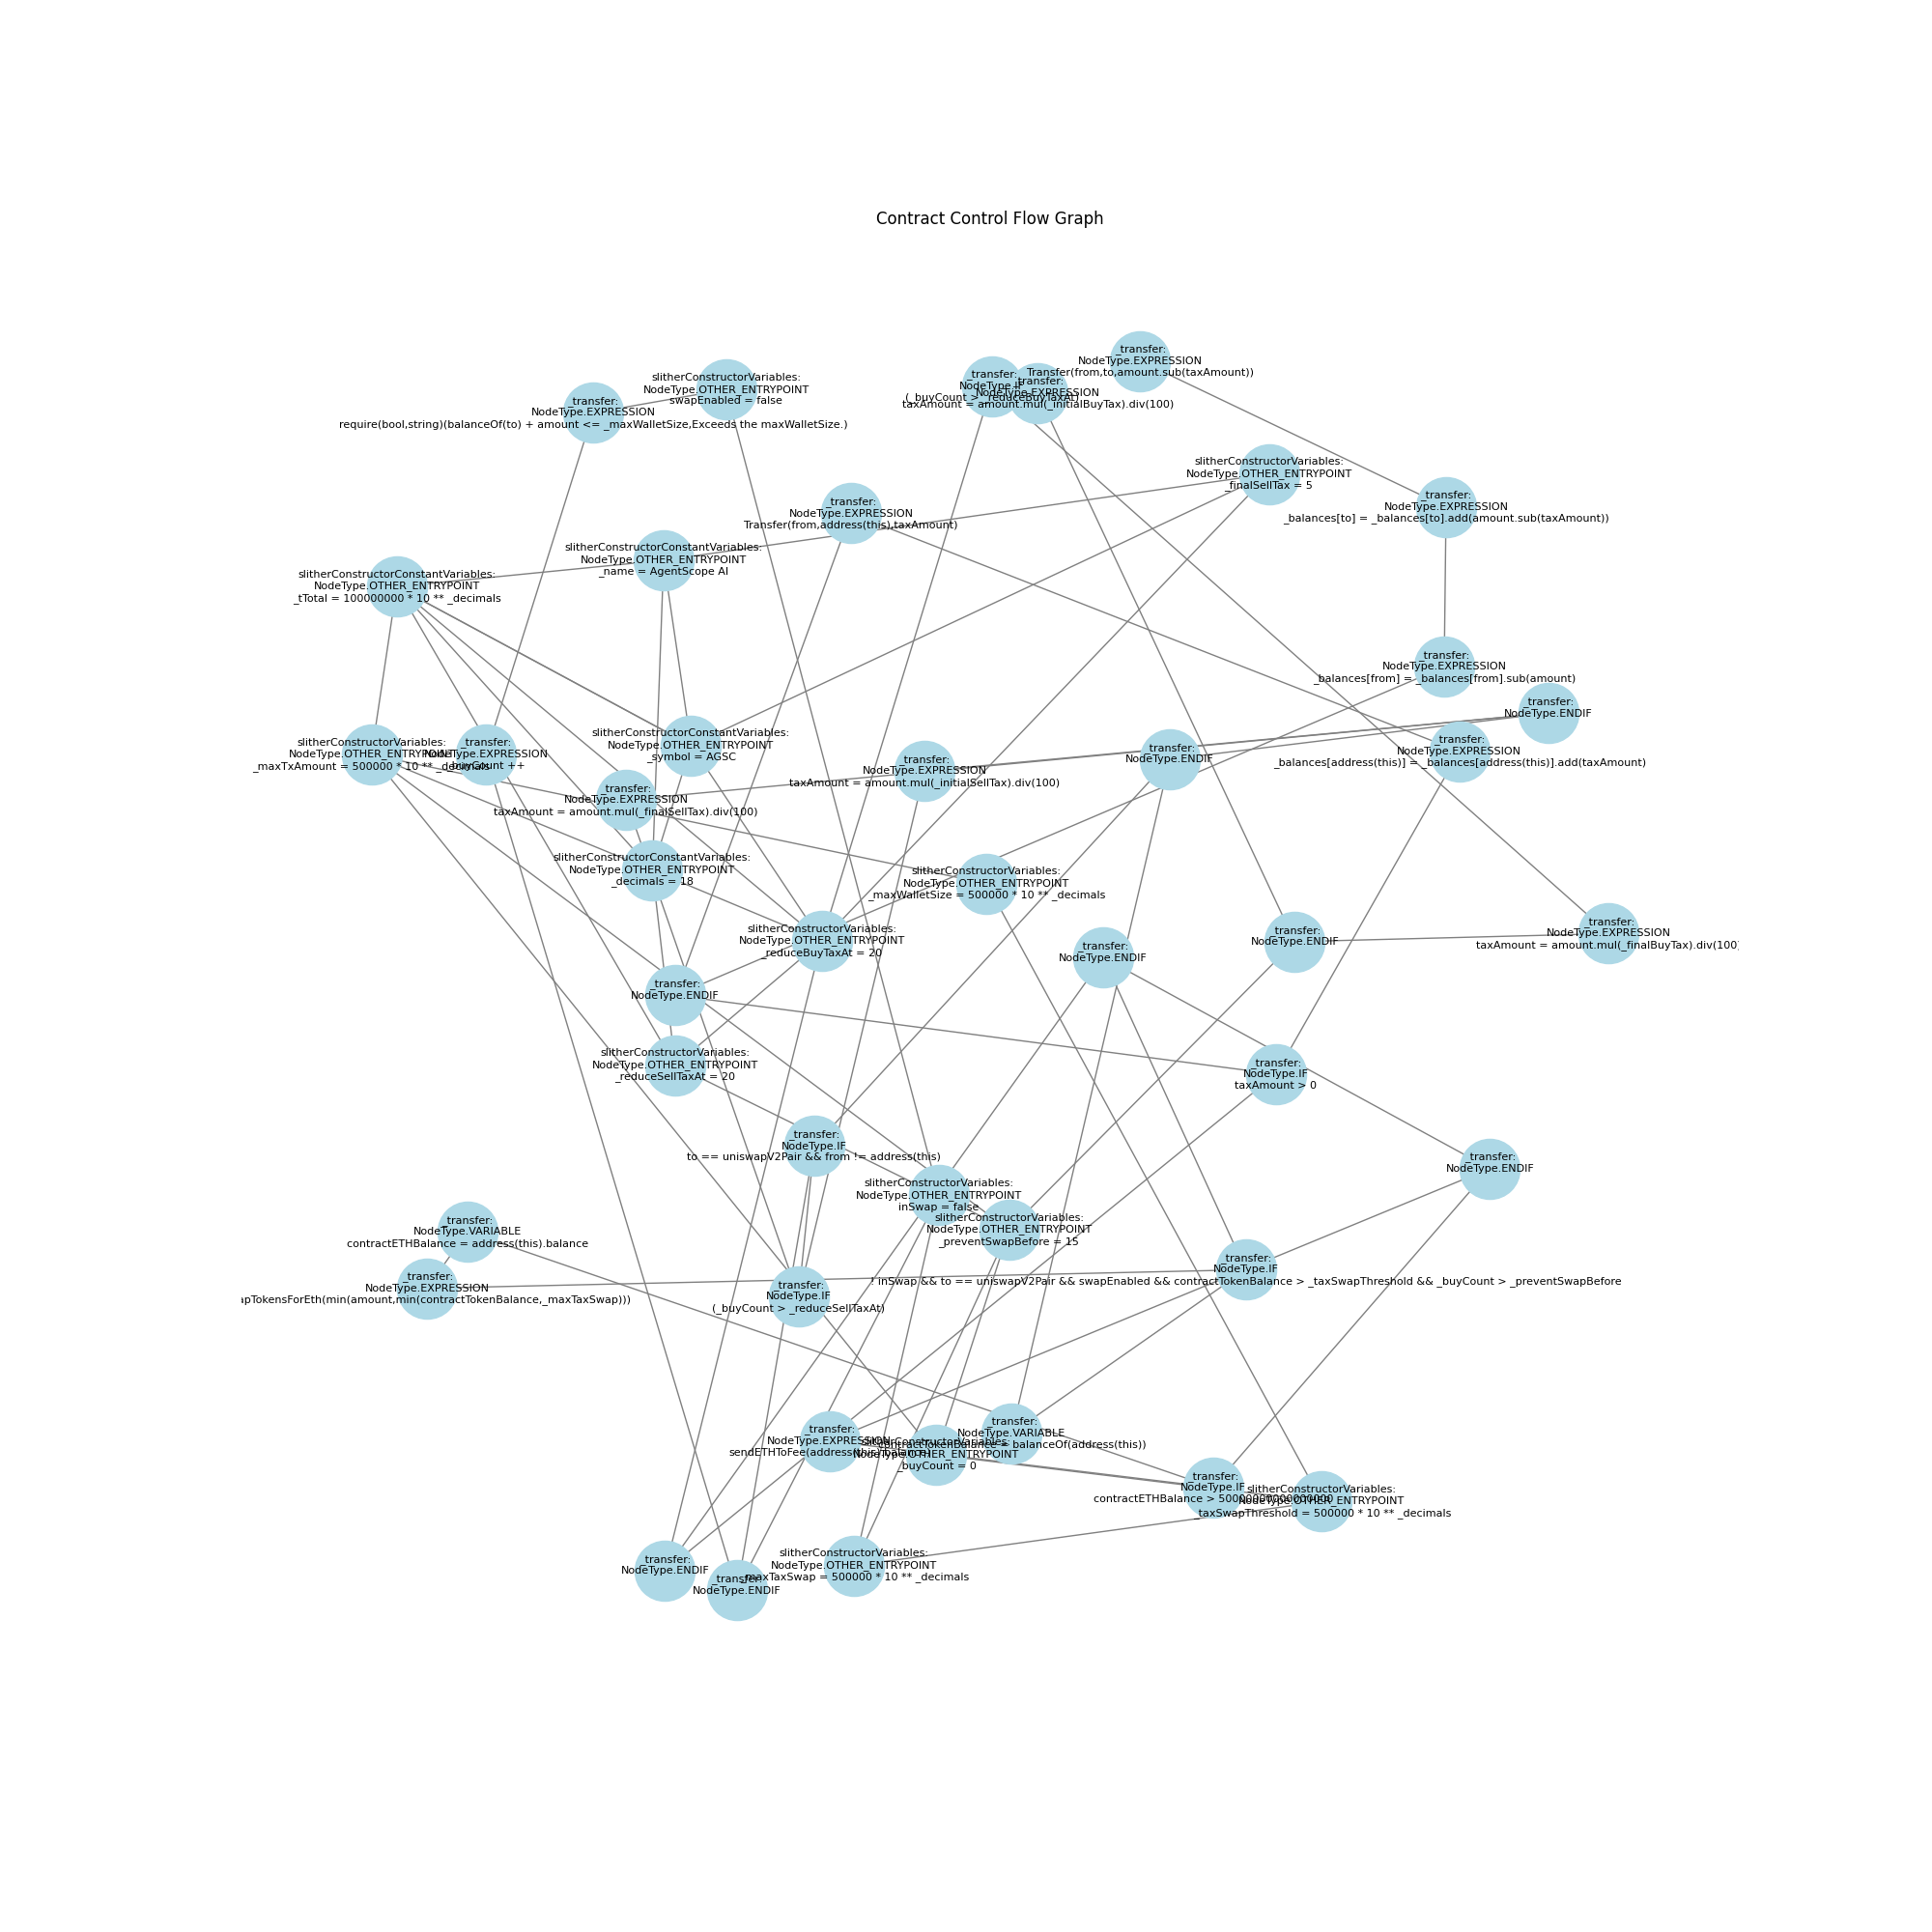 Contract Control Flow Graph
_transfer:
NodeType.EXPRESSION
Transfer(from,to,amount.sub(taxAmount))
slitherConstructorVariables:
NodeType.OTHER_ENTRYPOINT
swapEnabled = false
_transfer:
NodeType.IF
(_buyCount > _reduceBuyTaxAt)
_transfer:
NodeType.EXPRESSION
taxAmount = amount.mul(_initialBuyTax).div(100)
_transfer:
NodeType.EXPRESSION
require(bool,string)(balanceOf(to) + amount <= _maxWalletSize,Exceeds the maxWalletSize.)
slitherConstructorVariables:
NodeType.OTHER_ENTRYPOINT
_finalSellTax = 5
_transfer:
NodeType.EXPRESSION
_balances[to] = _balances[to].add(amount.sub(taxAmount))
_transfer:
NodeType.EXPRESSION
Transfer(from,address(this),taxAmount)
slitherConstructorConstantVariables:
NodeType.OTHER_ENTRYPOINT
_name = AgentScope AI
slitherConstructorConstantVariables:
NodeType.OTHER_ENTRYPOINT
_tTotal = 100000000 * 10 ** _decimals
_transfer:
NodeType.EXPRESSION
_balances[from] = _balances[from].sub(amount)
_transfer:
NodeType.ENDIF
slitherConstructorConstantVariables:
NodeType.OTHER_ENTRYPOINT
_symbol = AGSC
slitherConstructorVariables:
NodeType.OTHER_ENTRYPOINT
_maxTxAmount = 500000 * 10 ** _decimals
_transfer:
NodeType.EXPRESSION
_buyCount ++
_transfer:
NodeType.ENDIF
_transfer:
NodeType.EXPRESSION
_balances[address(this)] = _balances[address(this)].add(taxAmount)
_transfer:
NodeType.EXPRESSION
taxAmount = amount.mul(_initialSellTax).div(100)
_transfer:
NodeType.EXPRESSION
taxAmount = amount.mul(_finalSellTax).div(100)
slitherConstructorConstantVariables:
NodeType.OTHER_ENTRYPOINT
_decimals = 18
slitherConstructorVariables:
NodeType.OTHER_ENTRYPOINT
_maxWalletSize = 500000 * 10 ** _decimals
slitherConstructorVariables:
NodeType.OTHER_ENTRYPOINT
_reduceBuyTaxAt = 20
_transfer:
NodeType.ENDIF
_transfer:
NodeType.EXPRESSION
taxAmount = amount.mul(_finalBuyTax).div(100)
_transfer:
NodeType.ENDIF
_transfer:
NodeType.ENDIF
slitherConstructorVariables:
NodeType.OTHER_ENTRYPOINT
_reduceSellTaxAt = 20
_transfer:
NodeType.IF
taxAmount > 0
_transfer:
NodeType.IF
to == uniswapV2Pair && from != address(this)
_transfer:
NodeType.ENDIF
slitherConstructorVariables:
NodeType.OTHER_ENTRYPOINT
inSwap = false
slitherConstructorVariables:
NodeType.OTHER_ENTRYPOINT
_preventSwapBefore = 15
_transfer:
NodeType.VARIABLE
contractETHBalance = address(this).balance
_transfer:
NodeType.IF
! inSwap && to == uniswapV2Pair && swapEnabled && contractTokenBalance > _taxSwapThreshold && _buyCount > _preventSwapBefore
_transfer:
NodeType.EXPRESSION
apTokensForEth(min(amount,min(contractTokenBalance,_maxTaxSwap)))
_transfer:
NodeType.IF
(_buyCount > _reduceSellTaxAt)
_transfer:
NodeType.EXPRESSION
sendETHToFee(address(this).balance)
slitherConstructorVariables:
NodeType.OTHER_ENTRYPOINT
_buyCount = 0
_transfer:
NodeType.VARIABLE
contractTokenBalance = balanceOf(address(this))
_transfer:
NodeType.IF
contractETHBalance >
slitherConstructorVariables:
NodeType.OTHER_ENTRYPOINT
_taxSwapThreshold = 500000 * 10 ** _decimals
slitherConstructorVariables:
NodeType.OTHER_ENTRYPOINT
_maxTaxSwap = 500000 * 10 ** _decimals
_transfer:
NodeType.ENDIF
_transfer:
NodeType.ENDIF